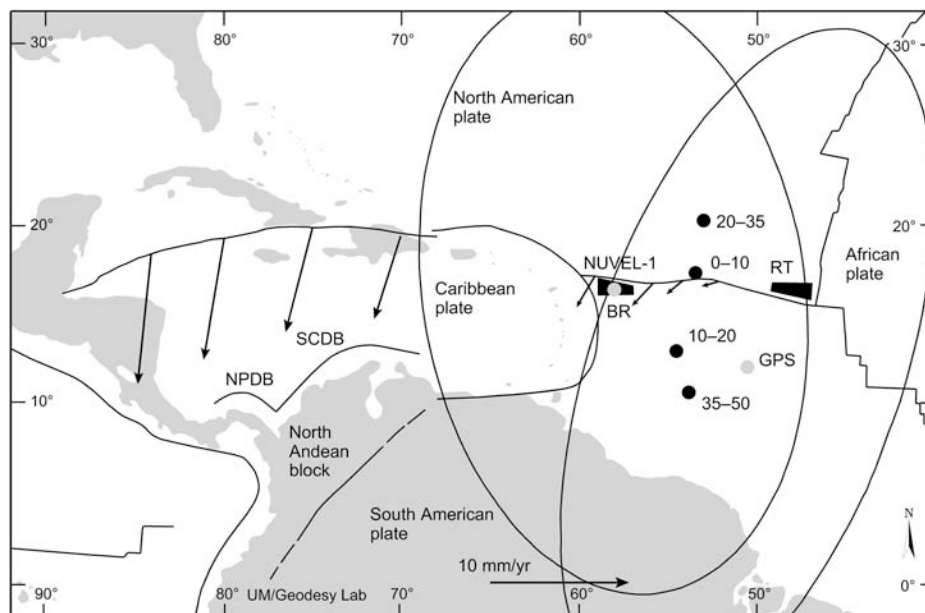 30°
80°
70°
60°
50°
30°
North American
plate
20°
20–35
20°
NUVEL-1
0–10
RT
African
plate
Caribbean
plate
BR
SCDB
10–20
NPDB
GPS
10°
35–50
North
Andean
block
South American
plate
10 mm/yr
N
UM/Geodesy Lab
0°
90°
80°
70°
60°
50°